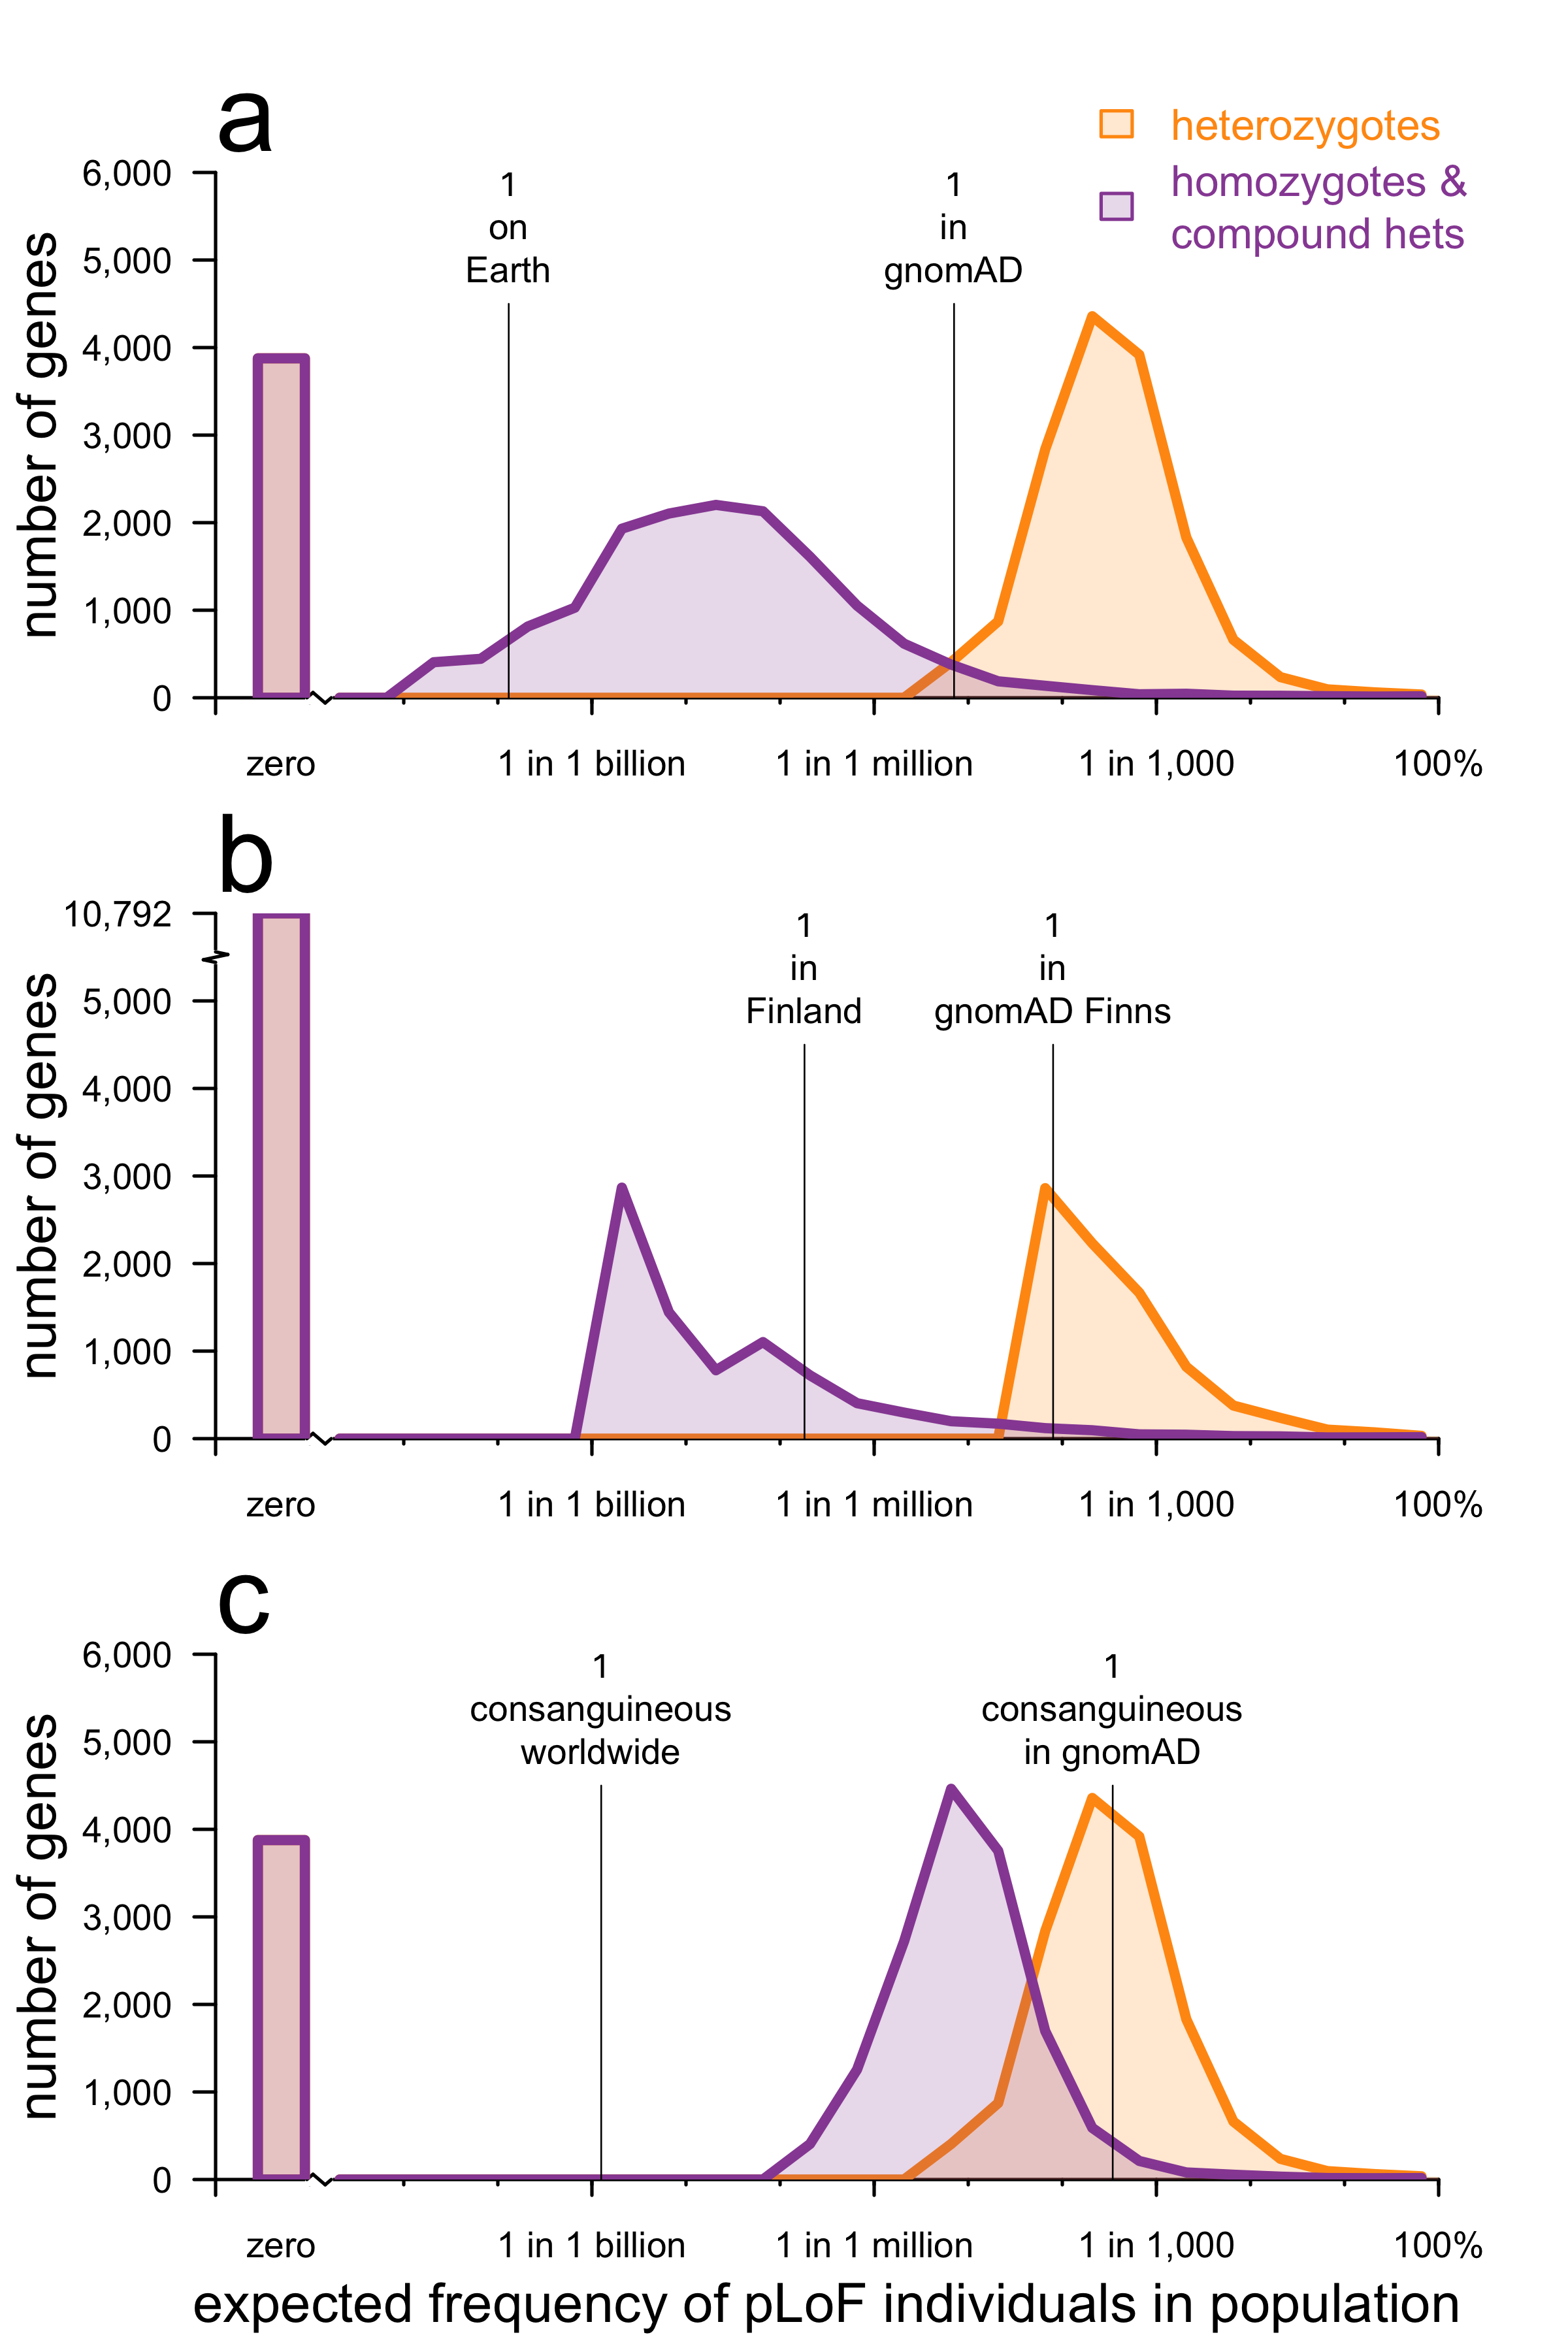 a
heterozygotes
homozygotes &
compound hets
number of genes
6,000
5,000
4,000
3,000
2,000
1,000
0
1
on
Earth
1
in
gnomAD
zero
1 in 1 billion
1 in 1 million
1 in 1,000
100%
b
number of genes
10,792
5,000
4,000
3,000
2,000
1,000
0
1
in
Finland
1
in
gnomAD Finns
zero
1 in 1 billion
1 in 1 million
1 in 1,000
100%
c
number of genes
6,000
5,000
4,000
3,000
2,000
1,000
0
1
consanguineous
worldwide
1
consanguineous
in gnomAD
zero
1 in 1 billion
1 in 1 million
1 in 1,000
100%
expected frequency of pLoF individuals in population